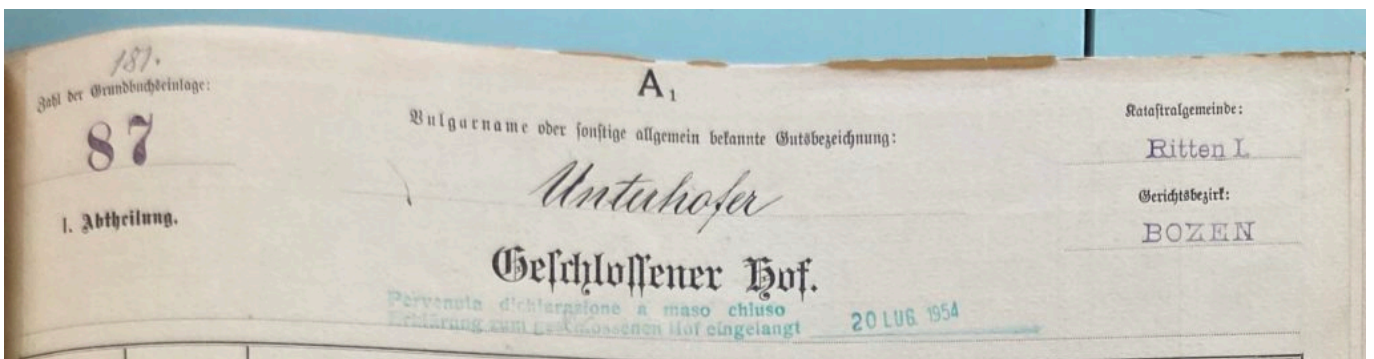 181.
Zahl der Grundbuchseinlage:
87
I. Abtheilung.
A1
Vulgarname oder sonstige allgemein bekannte Gutsbezeichnung:
Unterhofer
Geschlossener Hof.
Pervenuta dichiarazione a maso chiuso
Erklärung zum geschlossenen Hof eingelangt
20 LUG. 1954
Katastralgemeinde:
Ritten I.
Gerichtsbezirk:
BOZEN